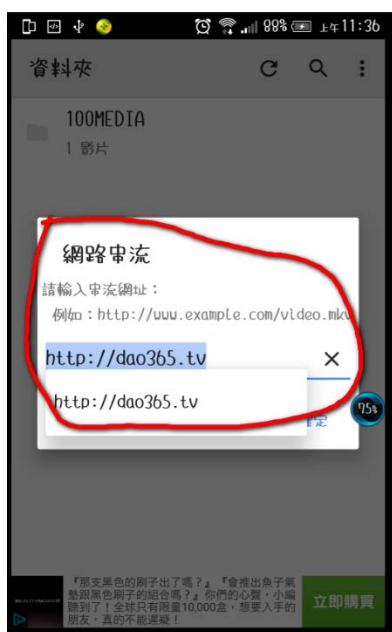 88% 上午11:36
資料夾
100MEDIA
1 影片
網路串流
請輸入串流網址：
例如：http://www.example.com/video.mkv
http://dao365.tv
http://dao365.tv
確定
75%
『那支黑色的刷子出了嗎？』『會推出魚子氣
墊跟黑色刷子的組合嗎？』你們的心聲，小編
聽到了！全球只有限量10,000盒，想要入手的
朋友，真的不能遲疑！
立即購買